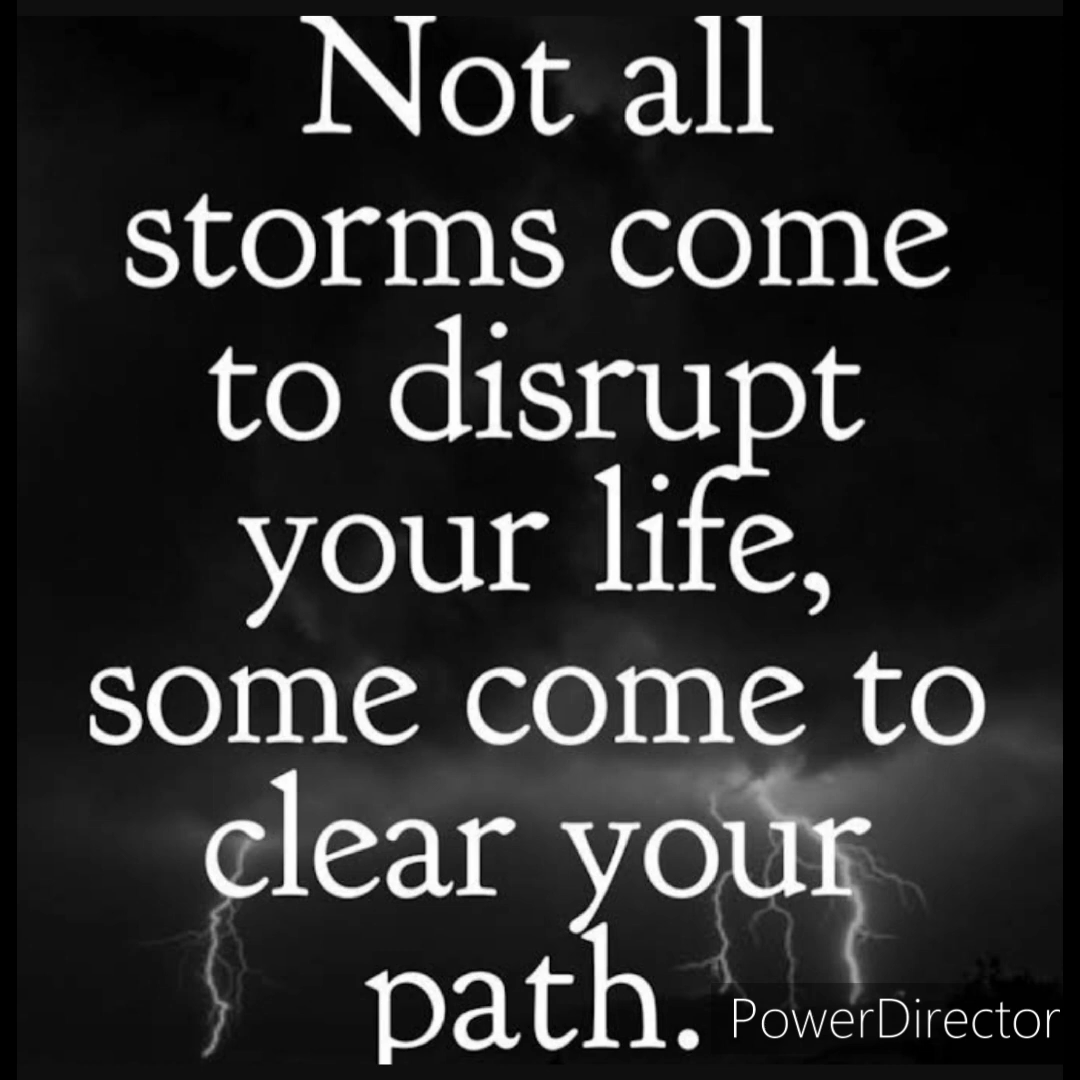 Not all
storms come
to disrupt
your life,
some come to
clear your
path.
PowerDirector